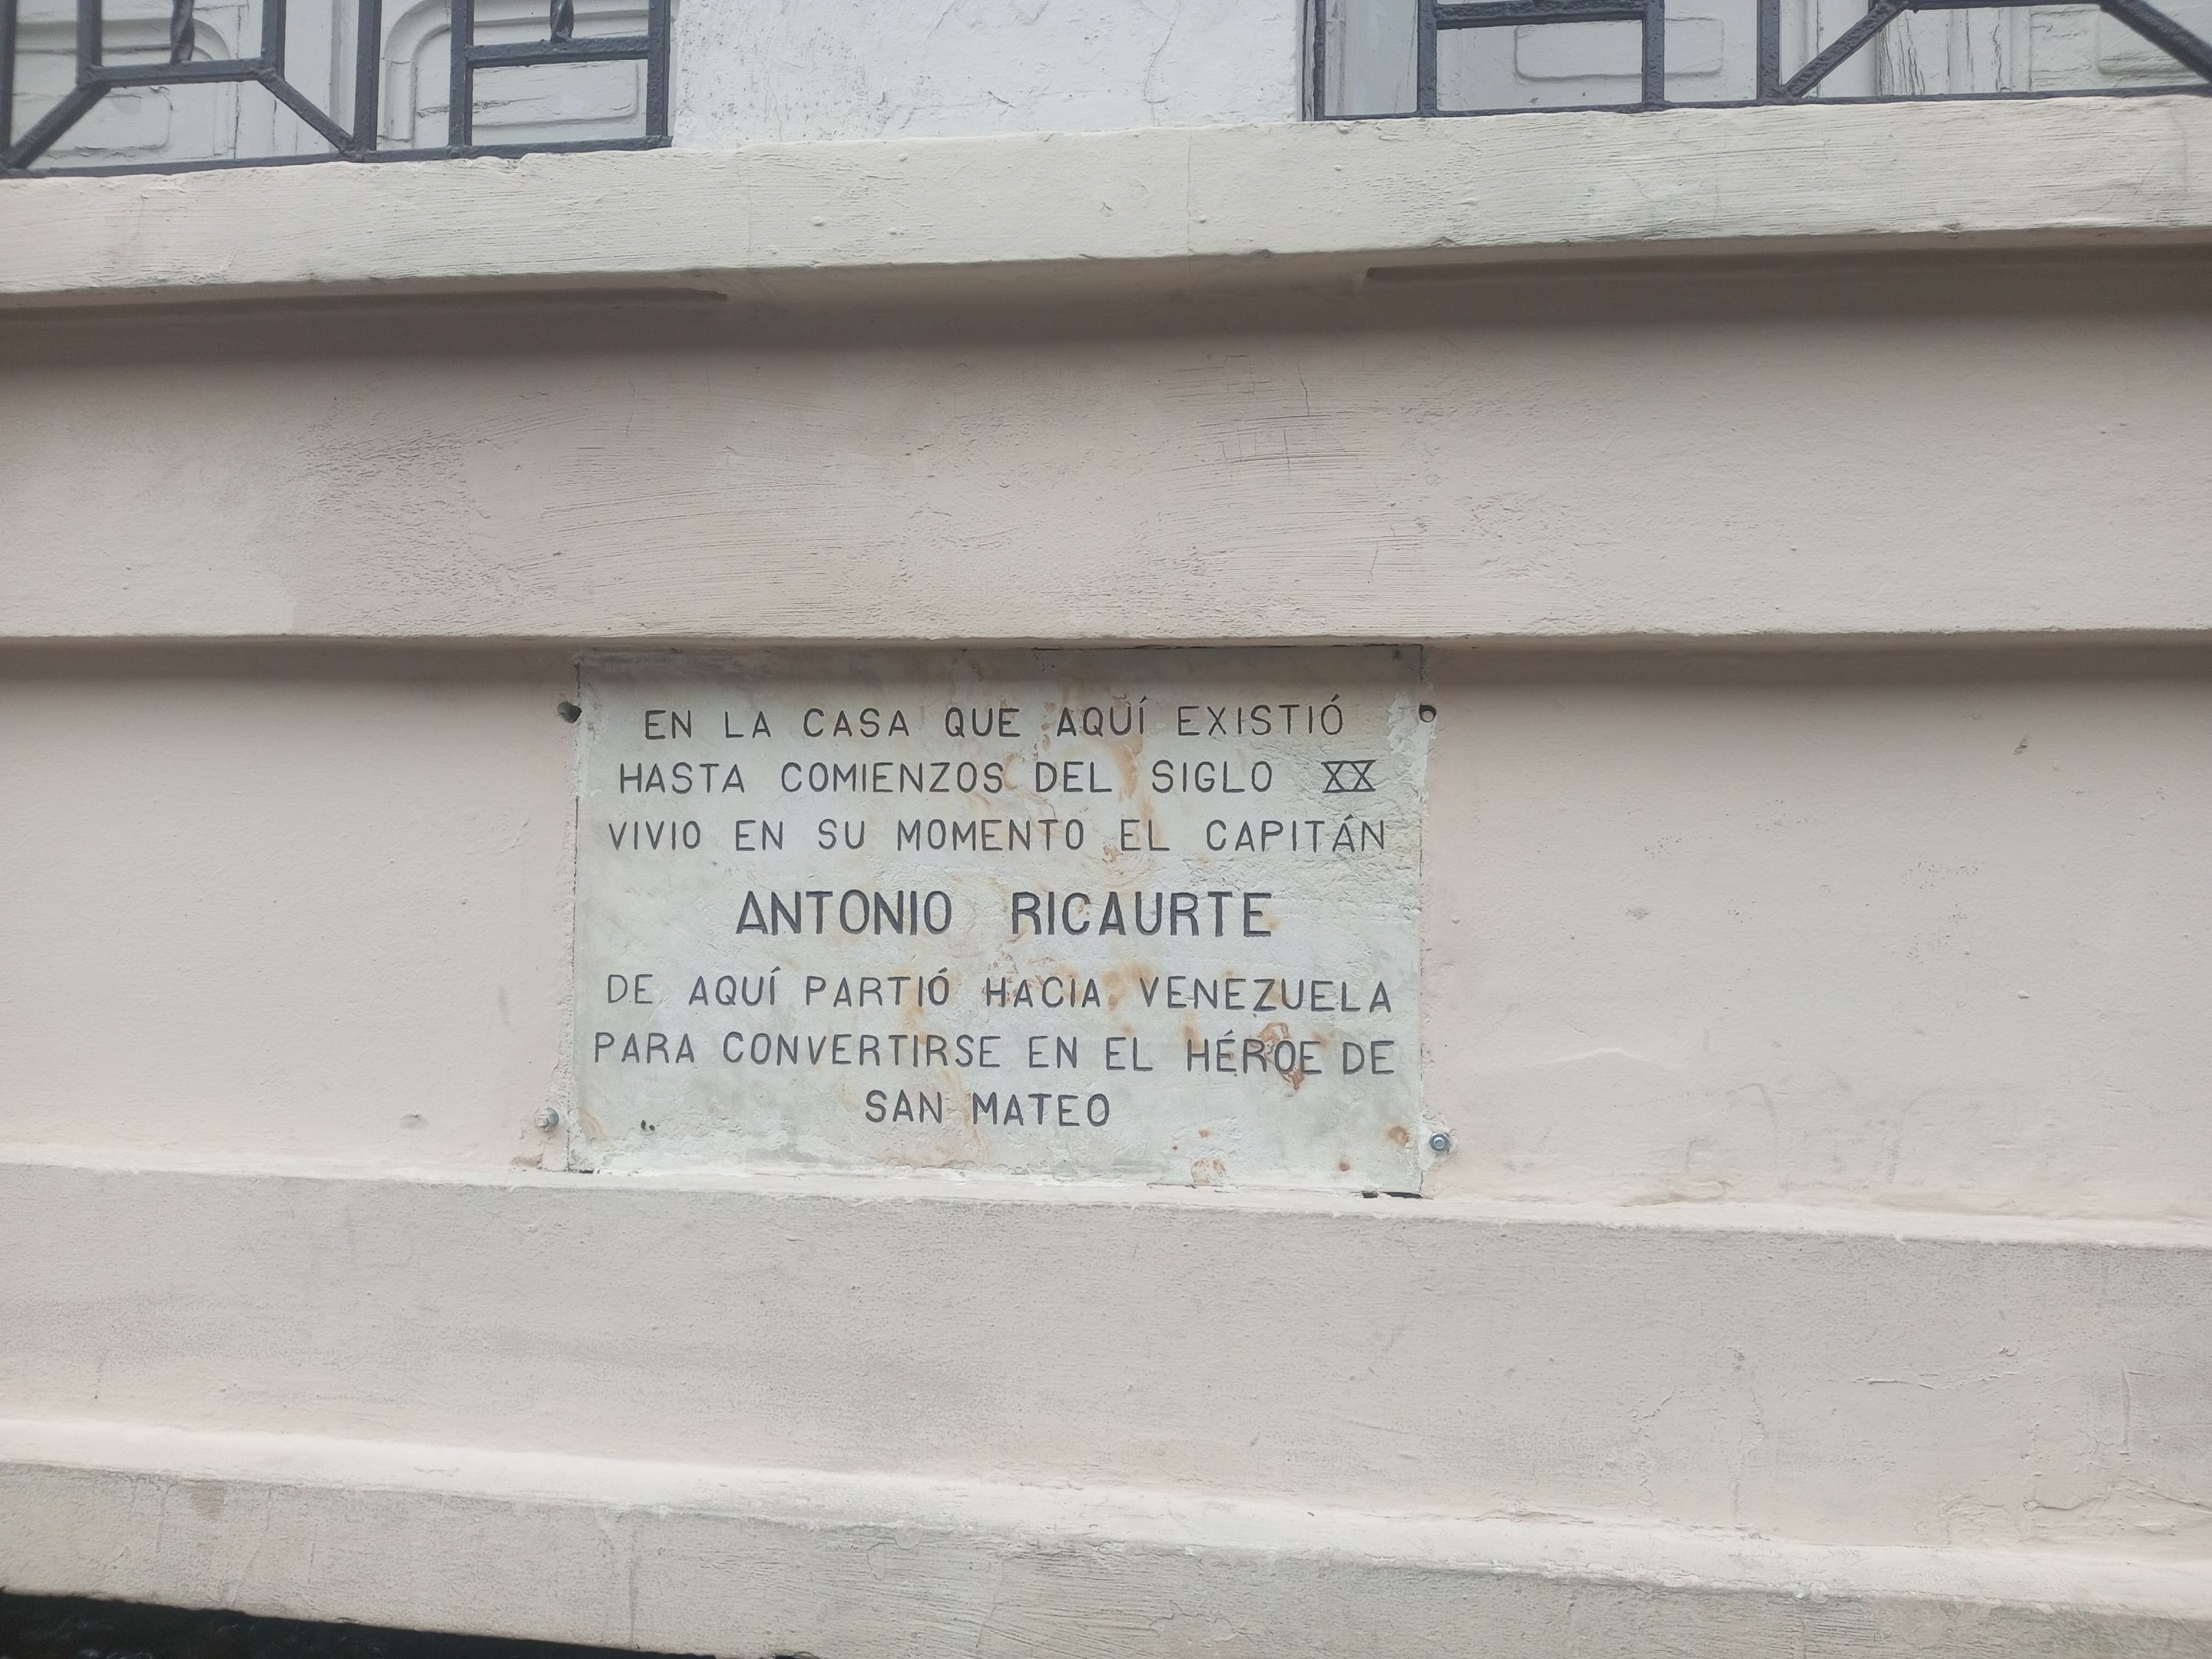 EN LA CASA QUE AQUÍ EXISTIÓ
HASTA COMIENZOS DEL SIGLO XX
VIVIO EN SU MOMENTO EL CAPITÁN
ANTONIO RICAURTE
DE AQUÍ PARTIÓ HACIA VENEZUELA
PARA CONVERTIRSE EN EL HÉROE DE
SAN MATEO